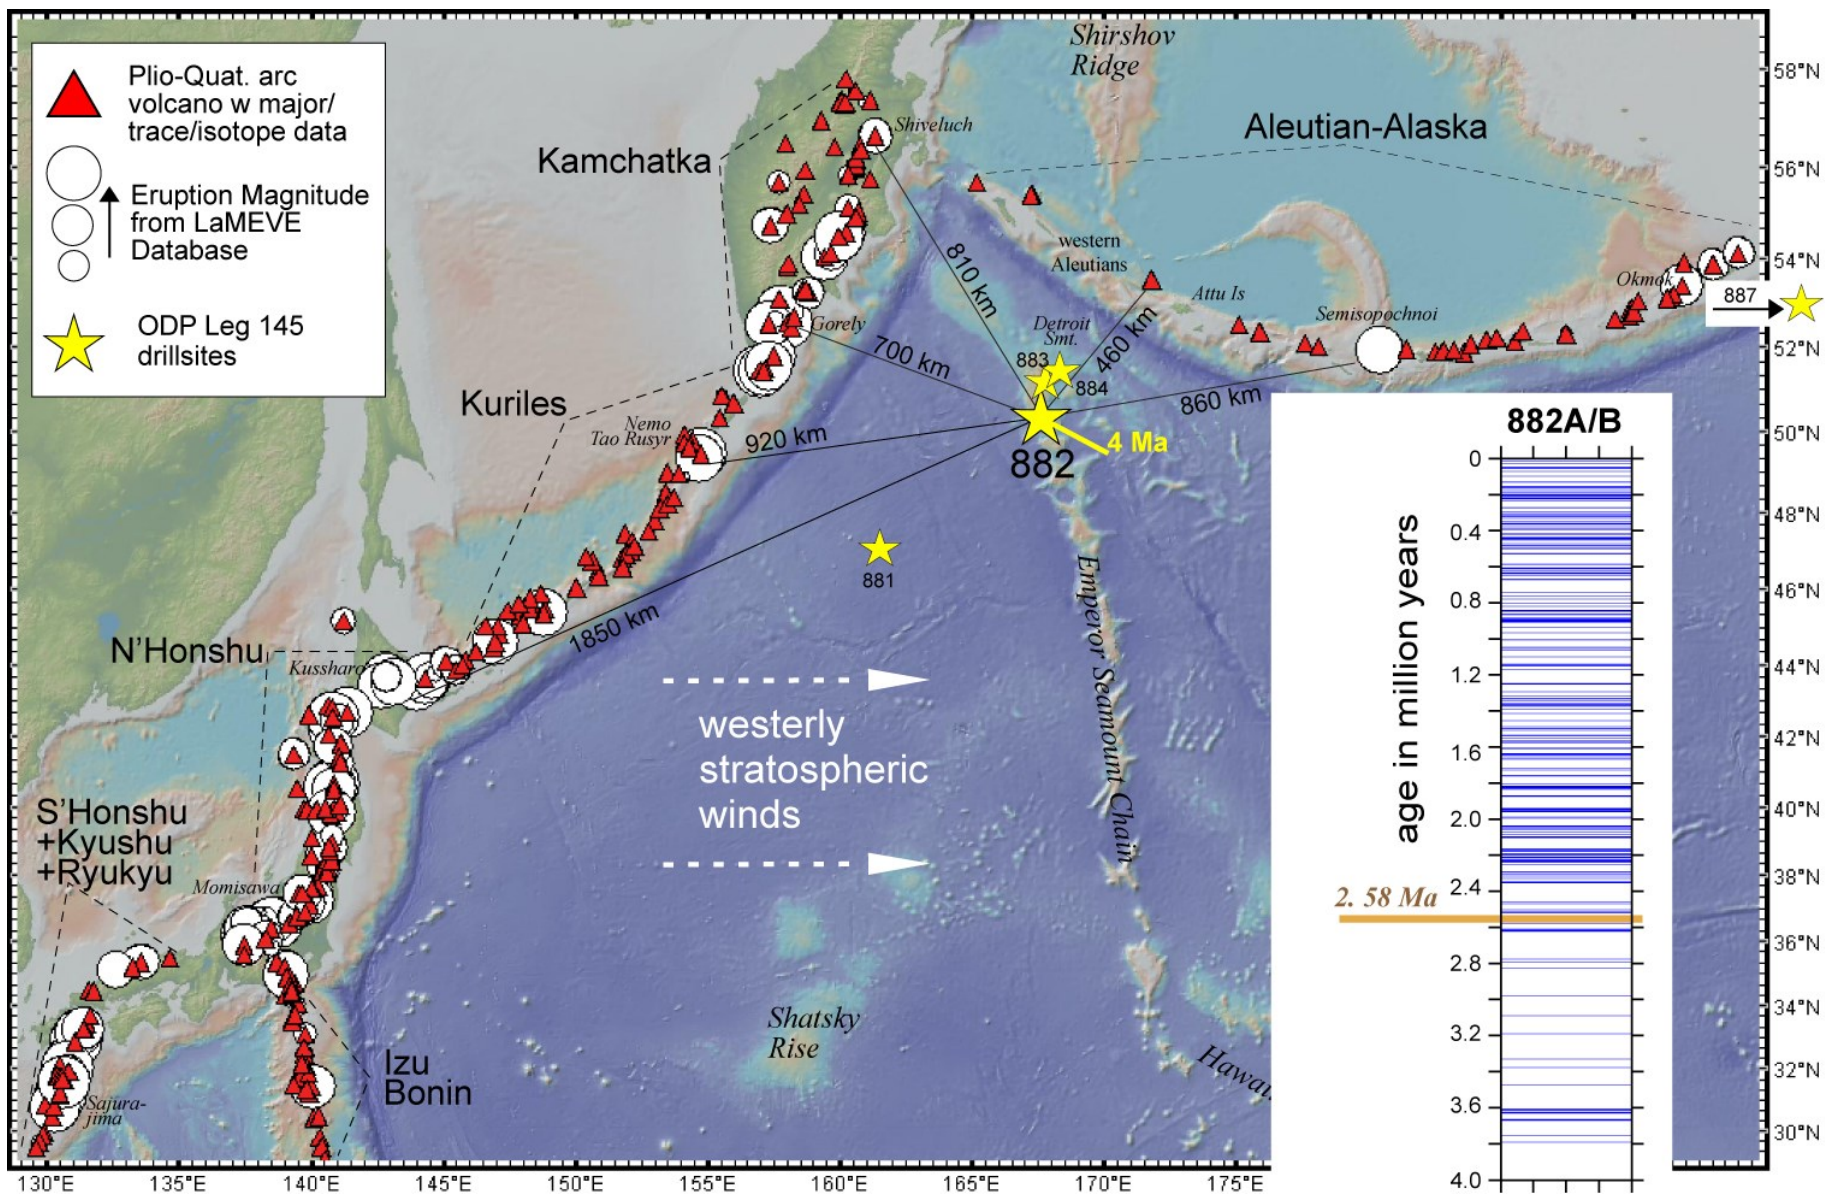 Plio-Quat. arc
volcano w major/
trace/isotope data
Eruption Magnitude
from LaMEVE
Database
ODP Leg 145
drillsites
Shirshov
Ridge
Aleutian-Alaska
Kamchatka
Shiveluch
58°N
56°N
54°N
52°N
50°N
48°N
46°N
44°N
42°N
40°N
38°N
36°N
34°N
32°N
30°N
western
Aleutians
810 km
Attu Is
Okmok
887
Semisopochnoi
Detroit
Smt.
460 km
Gorely
700 km
883
884
860 km
Kuriles
Nemo
Tao Rusyr
920 km
4 Ma
882
881
1850 km
Emperor Seamount Chain
N'Honshu
Kussharo
westerly
stratospheric
winds
S'Honshu
+Kyushu
+Ryukyu
Momisawa
Izu
Bonin
Sajura-
jima
Shatsky
Rise
Hawai
882A/B
age in million years
0
0.4
0.8
1.2
1.6
2.0
2.4
2. 58 Ma
2.8
3.2
3.6
4.0
130°E
135°E
140°E
145°E
150°E
155°E
160°E
165°E
170°E
175°E